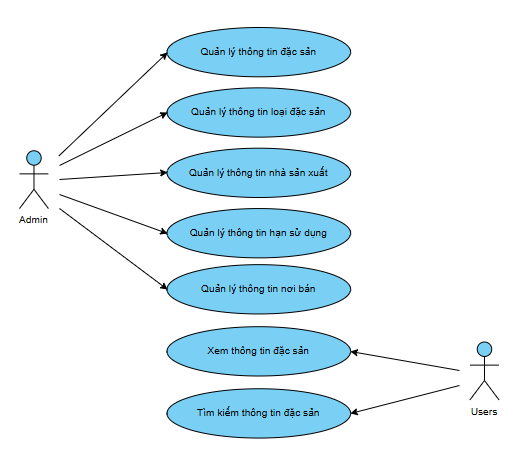 Quản lý thông tin đặc sản
Quản lý thông tin loại đặc sản
Quản lý thông tin nhà sản xuất
Admin
Quản lý thông tin hạn sử dụng
Quản lý thông tin nơi bán
Xem thông tin đặc sản
Tìm kiếm thông tin đặc sản
Users